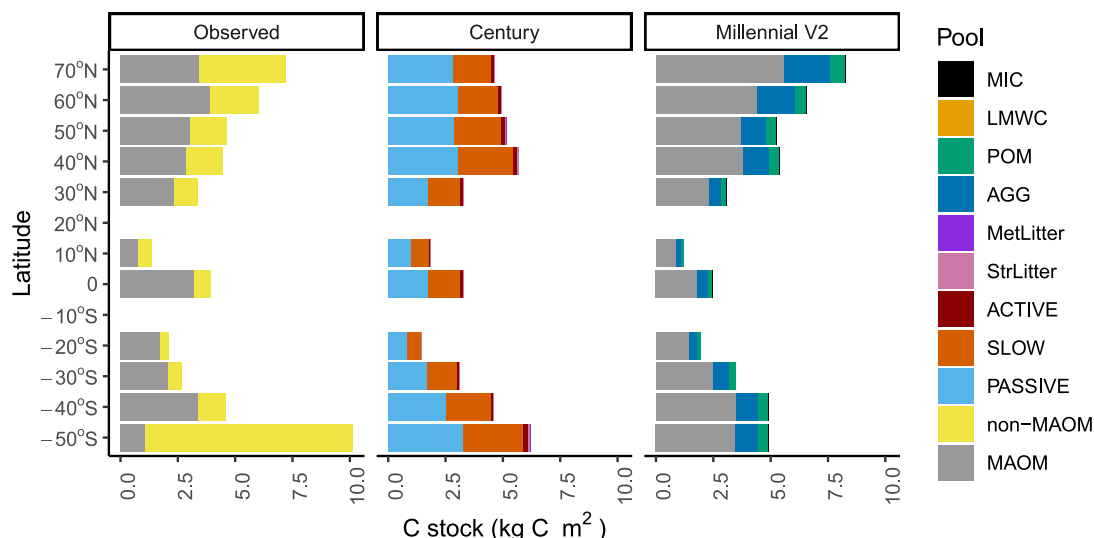 Observed
Century
Millennial V2
Latitude
70°N
60°N
50°N
40°N
30°N
20°N
10°N
0
−10°S
−20°S
−30°S
−40°S
−50°S
0.0 2.5 5.0 7.5 10.0
0.0 2.5 5.0 7.5 10.0
0.0 2.5 5.0 7.5 10.0
C stock (kg C m²)
Pool
MIC
LMWC
POM
AGG
MetLitter
StrLitter
ACTIVE
SLOW
PASSIVE
non−MAOM
MAOM